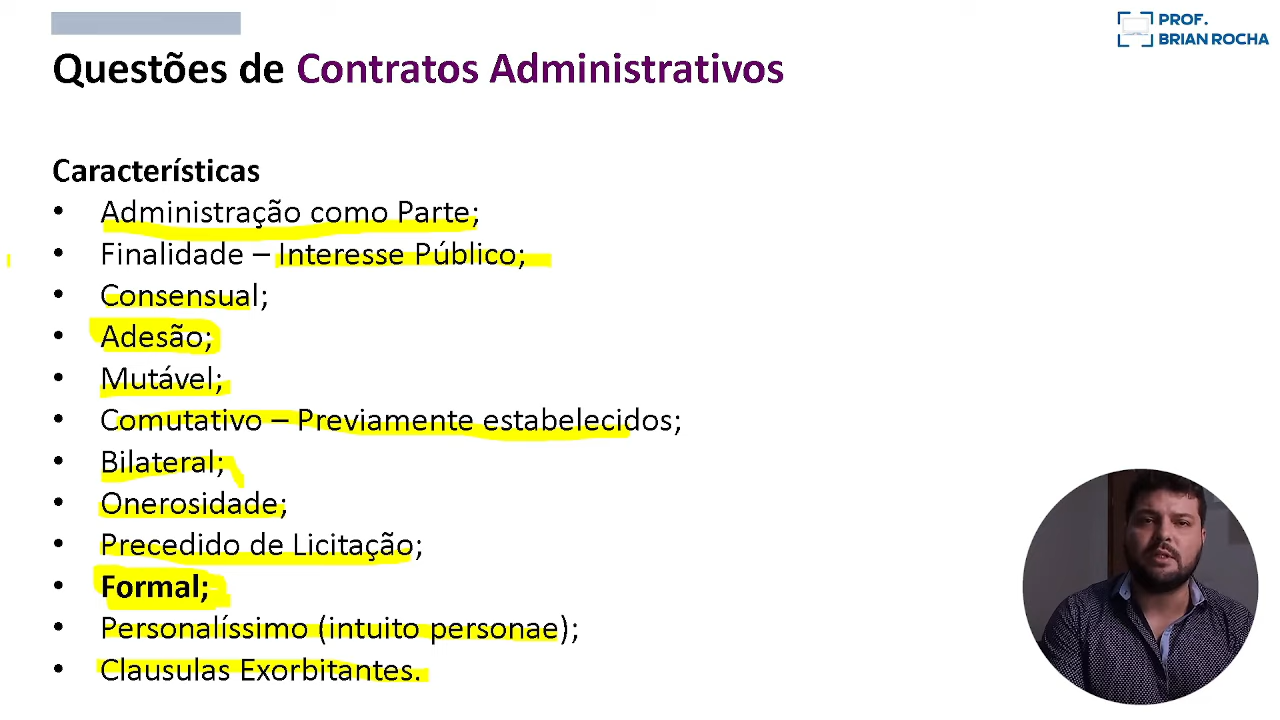 PROF.
BRIAN ROCHA
Questões de Contratos Administrativos
Características
• Administração como Parte;
• Finalidade – Interesse Público;
• Consensual;
• Adesão;
• Mutável;
• Comutativo – Previamente estabelecidos;
• Bilateral;
• Onerosidade;
• Precedido de Licitação;
• Formal;
• Personalíssimo (intuito personae);
• Clausulas Exorbitantes.